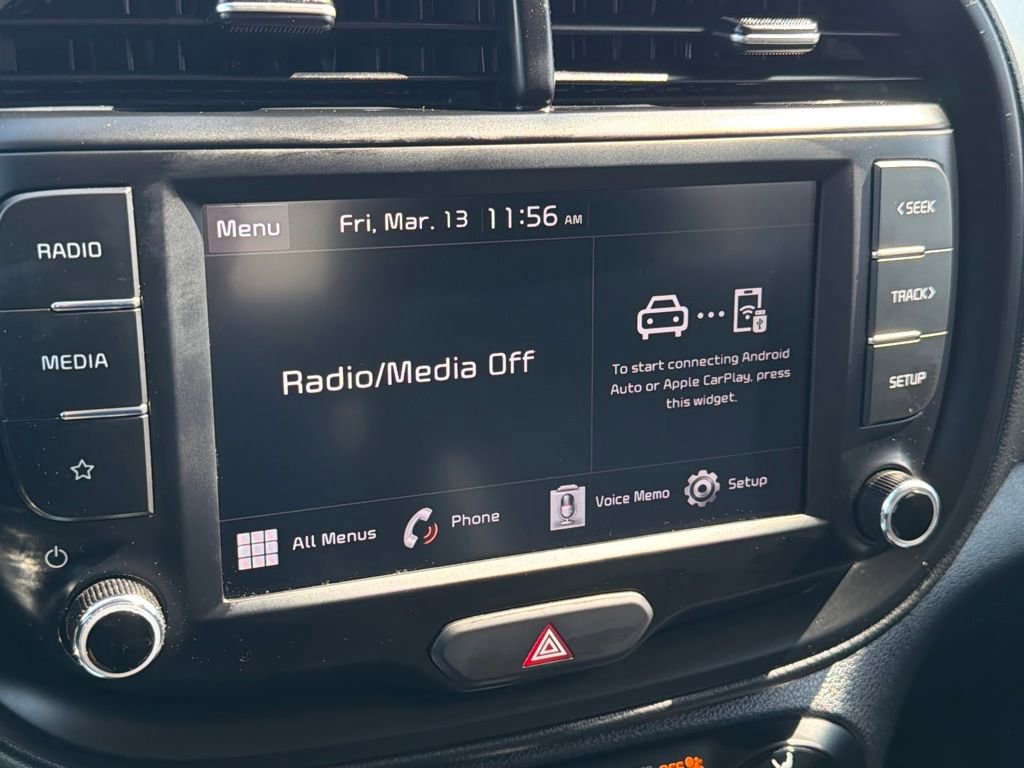 RADIO
MEDIA
Menu
Fri, Mar. 13 11:56 AM
Radio/Media Off
To start connecting Android
Auto or Apple CarPlay, press
this widget.
All Menus
Phone
Voice Memo
Setup
<SEEK
TRACK>
SETUP